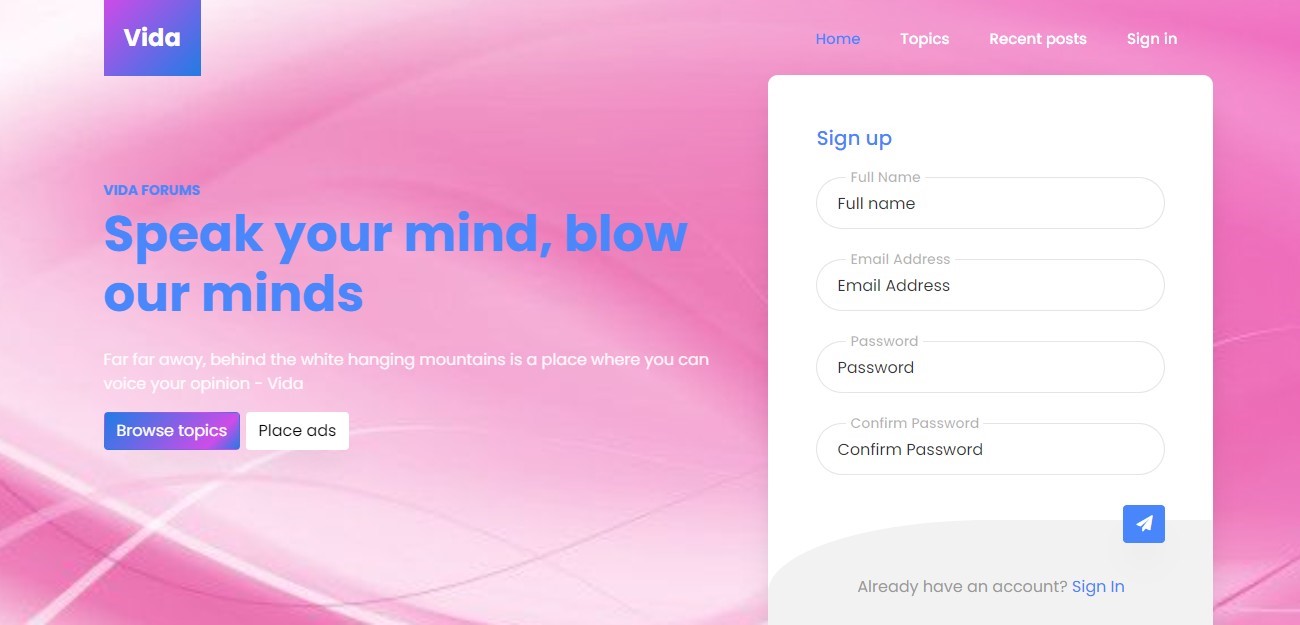 Vida
Home
Topics
Recent posts
Sign in
VIDA FORUMS
Speak your mind, blow
our minds
Far far away, behind the white hanging mountains is a place where you can
voice your opinion - Vida
Browse topics
Place ads
Sign up
Full Name
Full name
Email Address
Email Address
Password
Password
Confirm Password
Confirm Password
Already have an account? Sign In